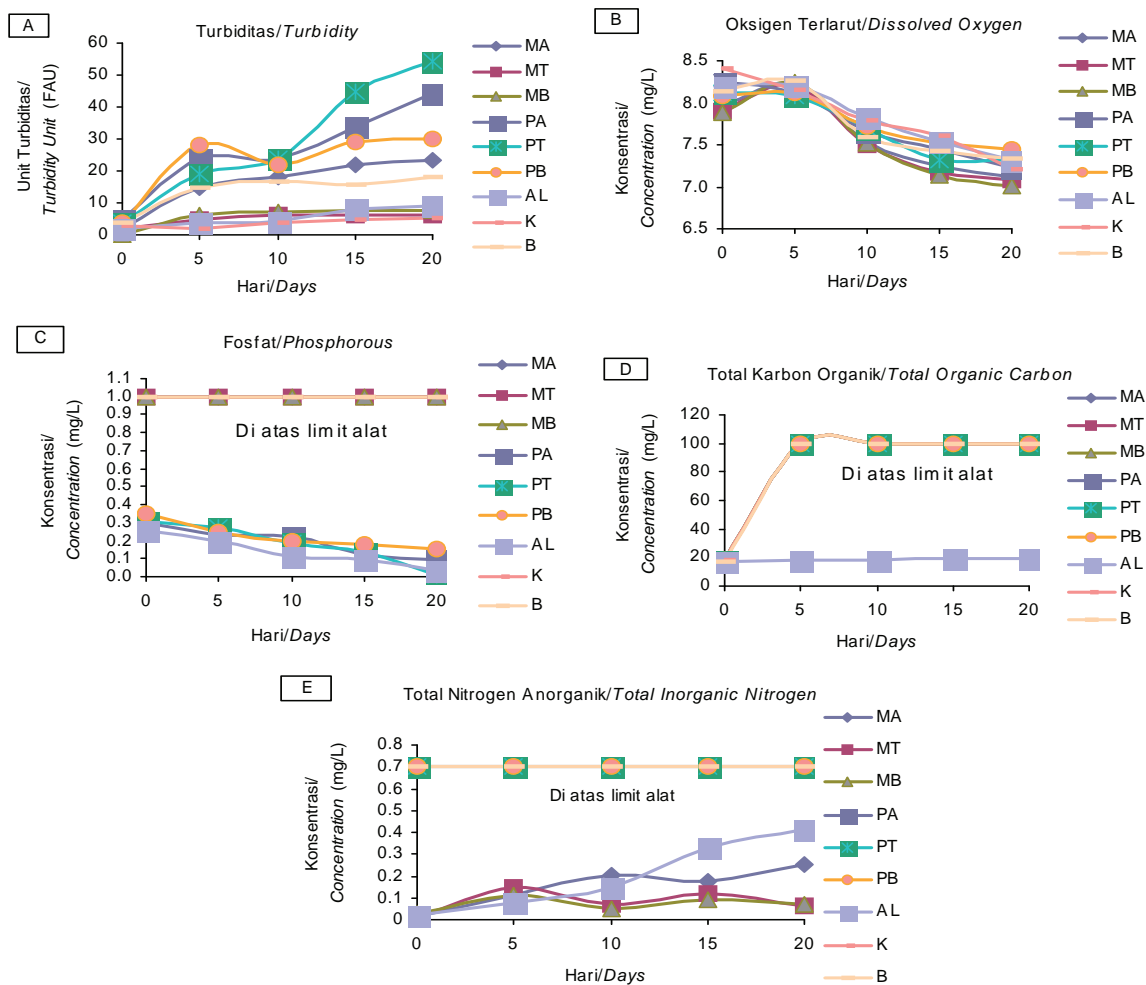 A
Turbiditas/Turbidity
Unit Turbiditas/
Turbidity Unit (FAU)
60
50
40
30
20
10
0
0 5 10 15 20
Hari/Days
MA
MT
MB
PA
PT
PB
AL
K
B
B
Oksigen Terlarut/Dissolved Oxygen
Konsentrasi/
Concentration (mg/L)
8.5
8.0
7.5
7.0
6.5
0 5 10 15 20
Hari/Days
MA
MT
MB
PA
PT
PB
AL
K
B
C
Fosfat/Phosphorous
Konsentrasi/
Concentration (mg/L)
1.1
1.0
0.9
0.8
0.7
0.6
0.5
0.4
0.3
0.2
0.1
0.0
Di atas limit alat
0 5 10 15 20
Hari/Days
MA
MT
MB
PA
PT
PB
AL
K
B
D
Total Karbon Organik/Total Organic Carbon
Konsentrasi/
Concentration (mg/L)
120
100
80
60
40
20
0
Di atas limit alat
0 5 10 15 20
Hari/Days
MA
MT
MB
PA
PT
PB
AL
K
B
E
Total Nitrogen Anorganik/Total Inorganic Nitrogen
Konsentrasi/
Concentration (mg/L)
0.8
0.7
0.6
0.5
0.4
0.3
0.2
0.1
0
Di atas limit alat
0 5 10 15 20
Hari/Days
MA
MT
MB
PA
PT
PB
AL
K
B